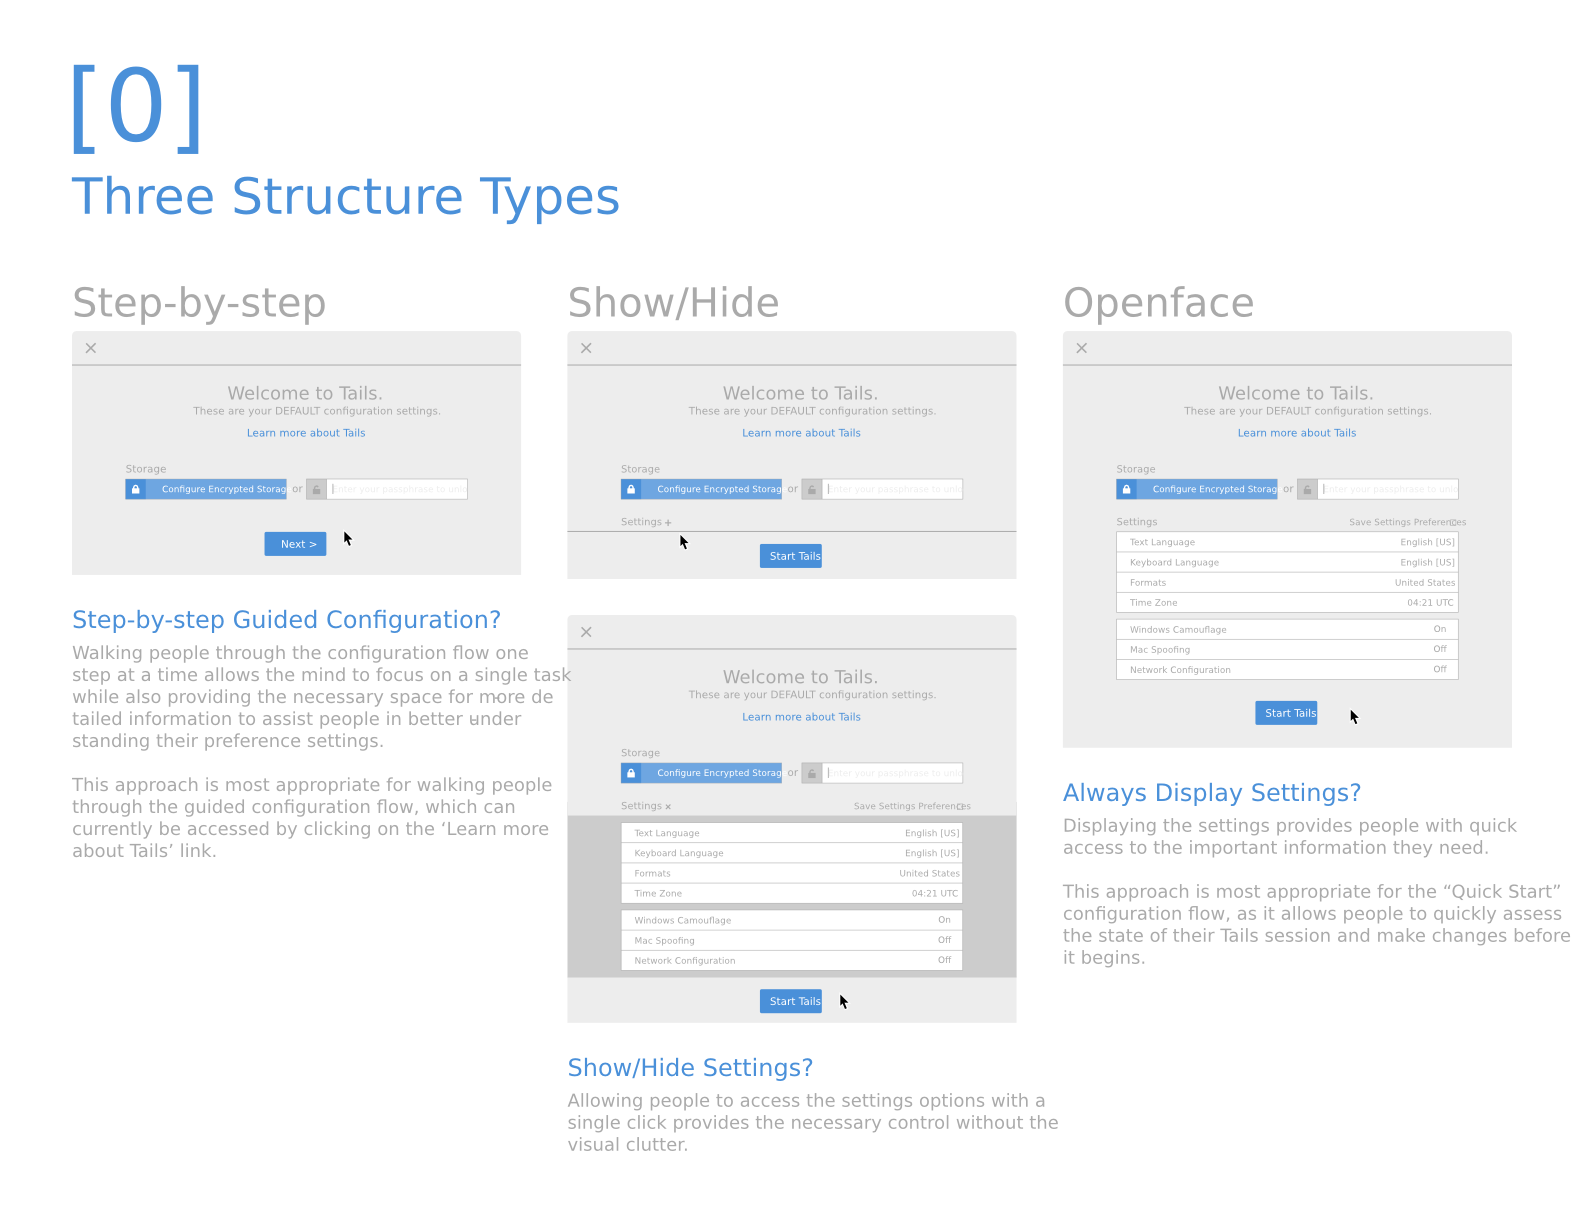 [0]
Three Structure Types
Step-by-step
Welcome to Tails.
These are your DEFAULT configuration settings.
Learn more about Tails
Storage
Configure Encrypted Storag or Enter your passphrase to unlo
Next >
Step-by-step Guided Configuration?
Walking people through the configuration flow one
step at a time allows the mind to focus on a single task
while also providing the necessary space for more de
tailed information to assist people in better under
standing their preference settings.
This approach is most appropriate for walking people
through the guided configuration flow, which can
currently be accessed by clicking on the ‘Learn more
about Tails’ link.
Show/Hide
Welcome to Tails.
These are your DEFAULT configuration settings.
Learn more about Tails
Storage
Configure Encrypted Storag or Enter your passphrase to unlo
Settings +
Start Tails
Welcome to Tails.
These are your DEFAULT configuration settings.
Learn more about Tails
Storage
Configure Encrypted Storag or Enter your passphrase to unlo
Settings × Save Settings Preferences
Text Language English [US]
Keyboard Language English [US]
Formats United States
Time Zone 04:21 UTC
Windows Camouflage On
Mac Spoofing Off
Network Configuration Off
Start Tails
Show/Hide Settings?
Allowing people to access the settings options with a
single click provides the necessary control without the
visual clutter.
Openface
Welcome to Tails.
These are your DEFAULT configuration settings.
Learn more about Tails
Storage
Configure Encrypted Storag or Enter your passphrase to unlo
Settings Save Settings Preferences
Text Language English [US]
Keyboard Language English [US]
Formats United States
Time Zone 04:21 UTC
Windows Camouflage On
Mac Spoofing Off
Network Configuration Off
Start Tails
Always Display Settings?
Displaying the settings provides people with quick
access to the important information they need.
This approach is most appropriate for the “Quick Start”
configuration flow, as it allows people to quickly assess
the state of their Tails session and make changes before
it begins.